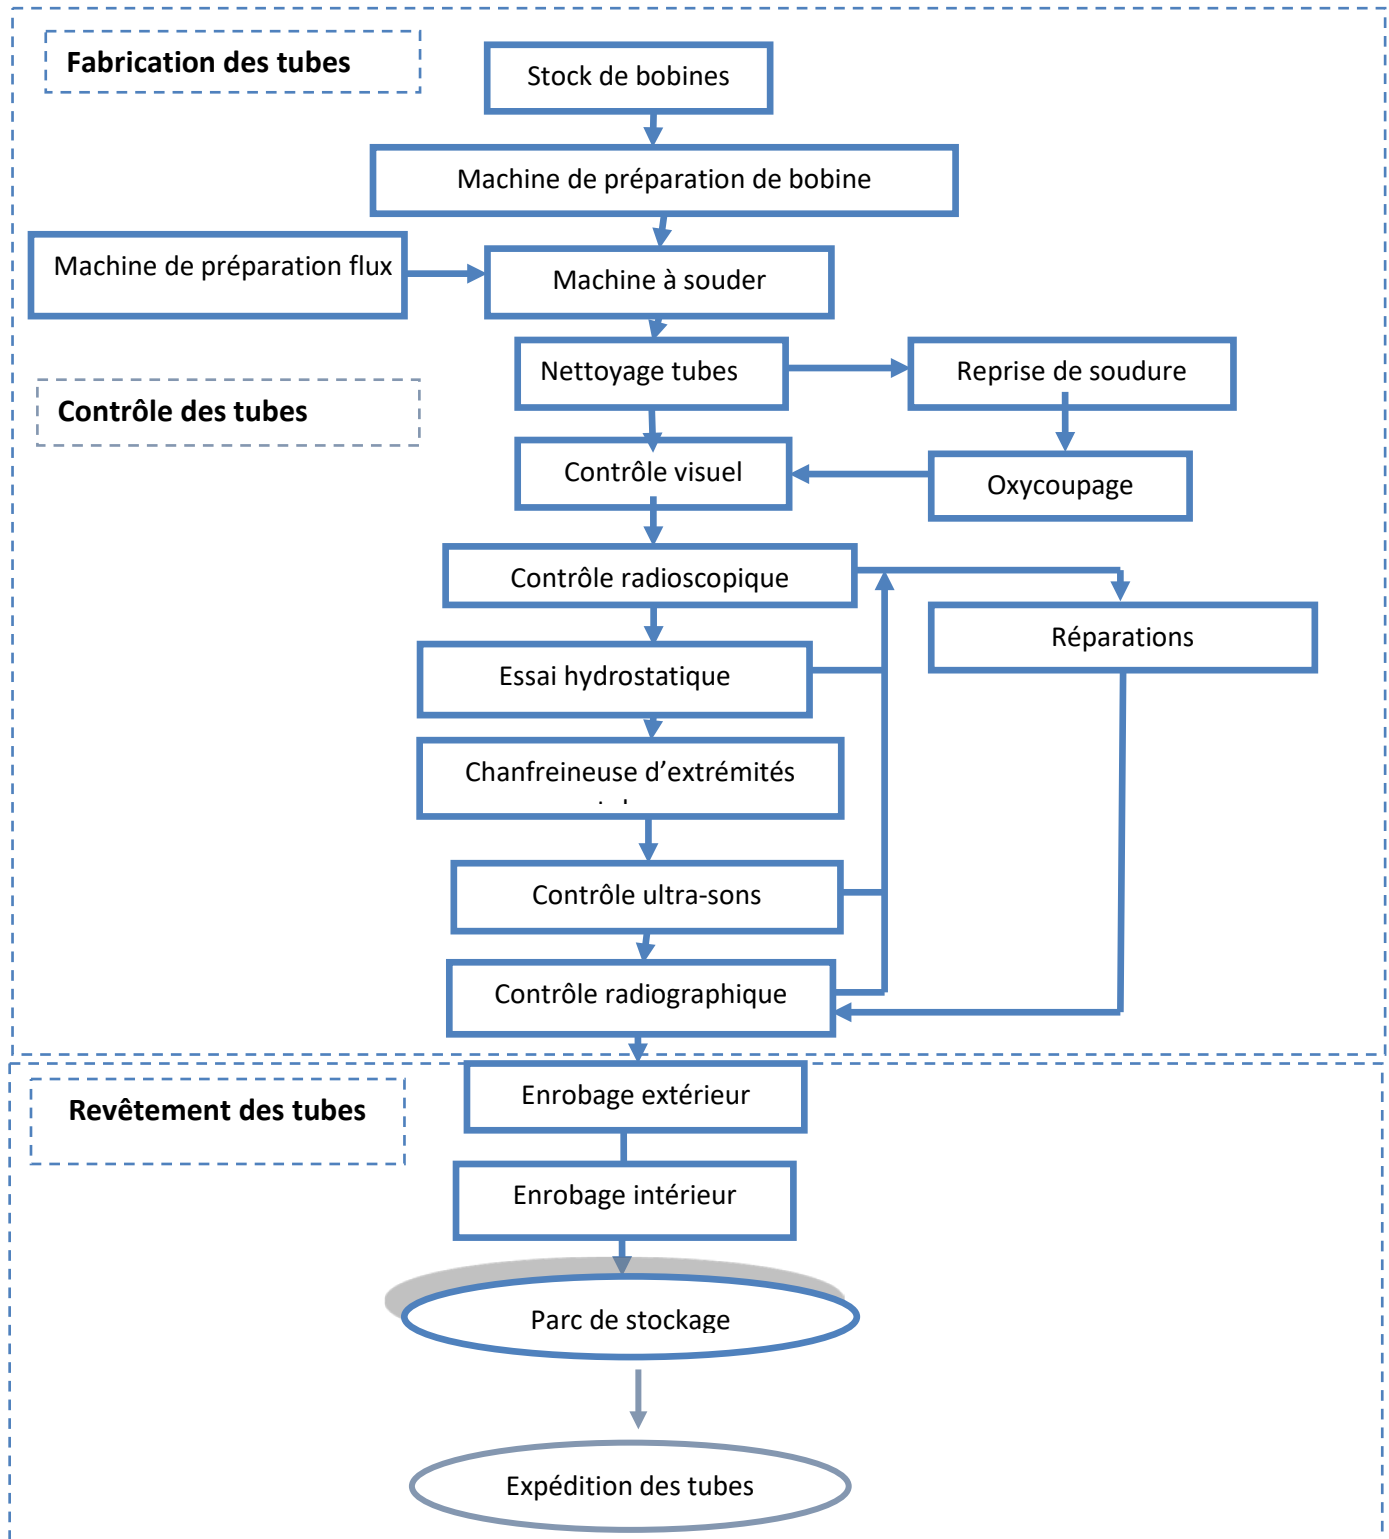 Fabrication des tubes
Stock de bobines
Machine de préparation de bobine
Machine de préparation flux
Machine à souder
Nettoyage tubes
Reprise de soudure
Contrôle des tubes
Contrôle visuel
Oxycoupage
Contrôle radioscopique
Réparations
Essai hydrostatique
Chanfreineuse d’extrémités
Contrôle ultra-sons
Contrôle radiographique
Enrobage extérieur
Revêtement des tubes
Enrobage intérieur
Parc de stockage
Expédition des tubes